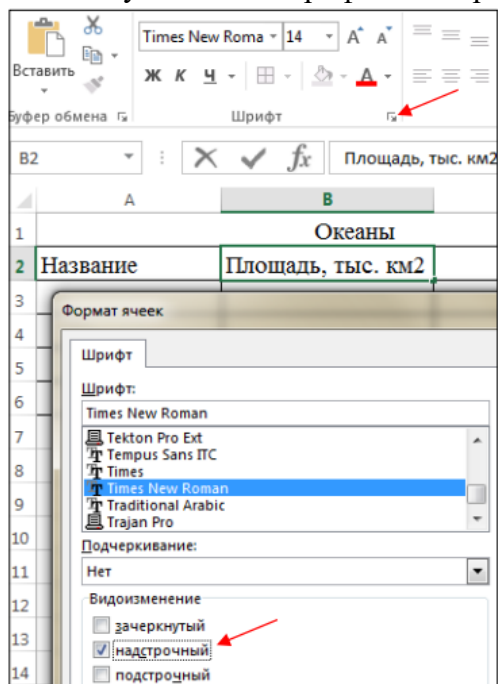 Times New Roma 14 А А
Вставить Ж К Ч А
Буфер обмена Шрифт
B2 fx Площадь, тыс. км2
A B
1 Океаны
2 Название Площадь, тыс. км2
3
Формат ячеек
4
Шрифт
5
Шрифт:
6
Times New Roman
7 Tekton Pro Ext
Tempus Sans ITC
8 Times
Times New Roman
9 Traditional Arabic
Trajan Pro
10
Подчеркивание:
11 Нет
12 Видоизменение
зачеркнутый
13 надстрочный
14 подстрочный